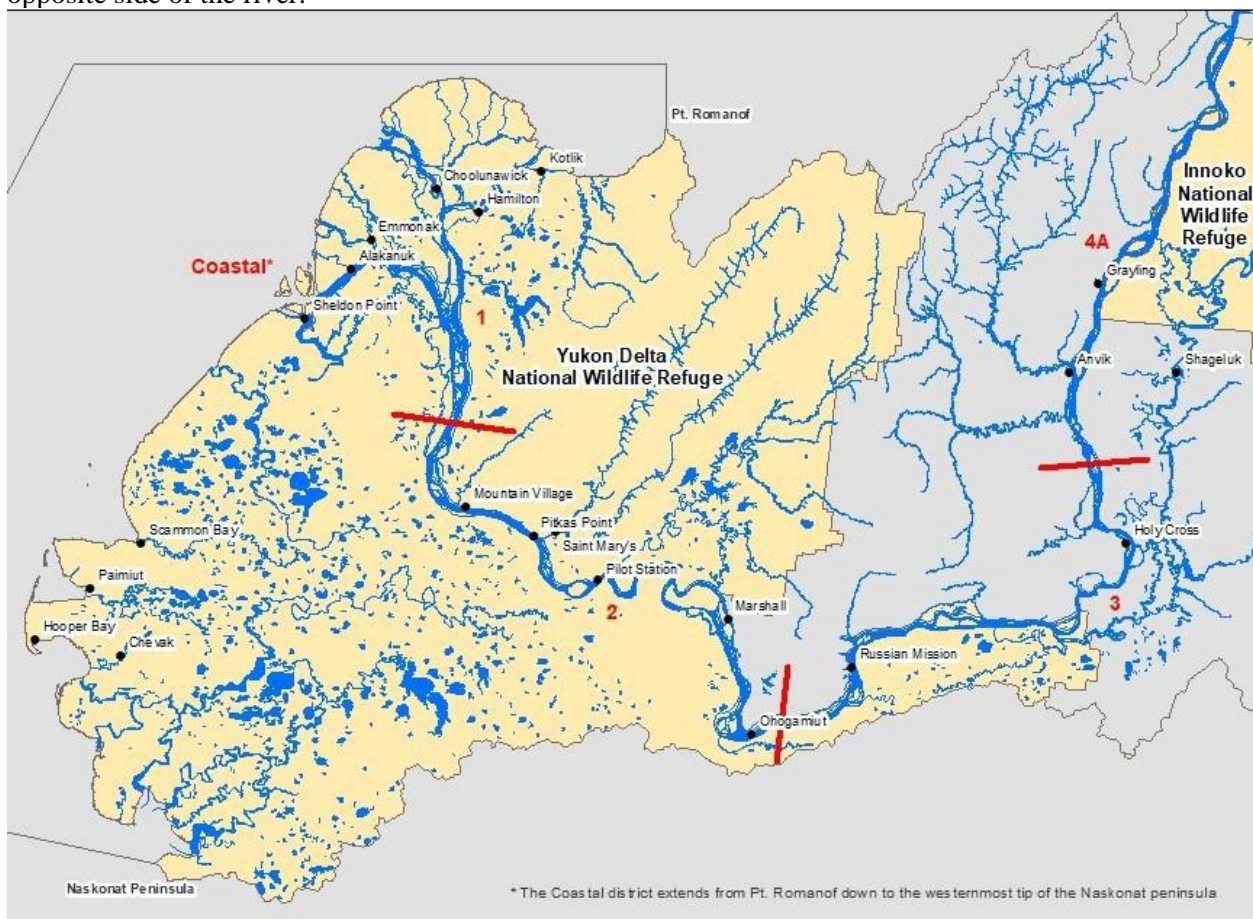 opposite side of the river.
Pt. Romanof
Kotlik
Choolunawick
Hamilton
Innoko
National
Wildlife
Refuge
Emmonak
4A
Coastal*
Alakanuk
Grayling
Sheldon Point
1
Yukon Delta
National Wildlife Refuge
Anvik
Shageluk
Mountain Village
Pitkas Point
Scammon Bay
Saint Mary's
Holy Cross
Pilot Station
Paimiut
2
Marshall
3
Hooper Bay
Chevak
Russian Mission
Ohogamiut
Naskonat Peninsula
* The Coastal district extends from Pt. Romanof down to the westernmost tip of the Naskonat peninsula